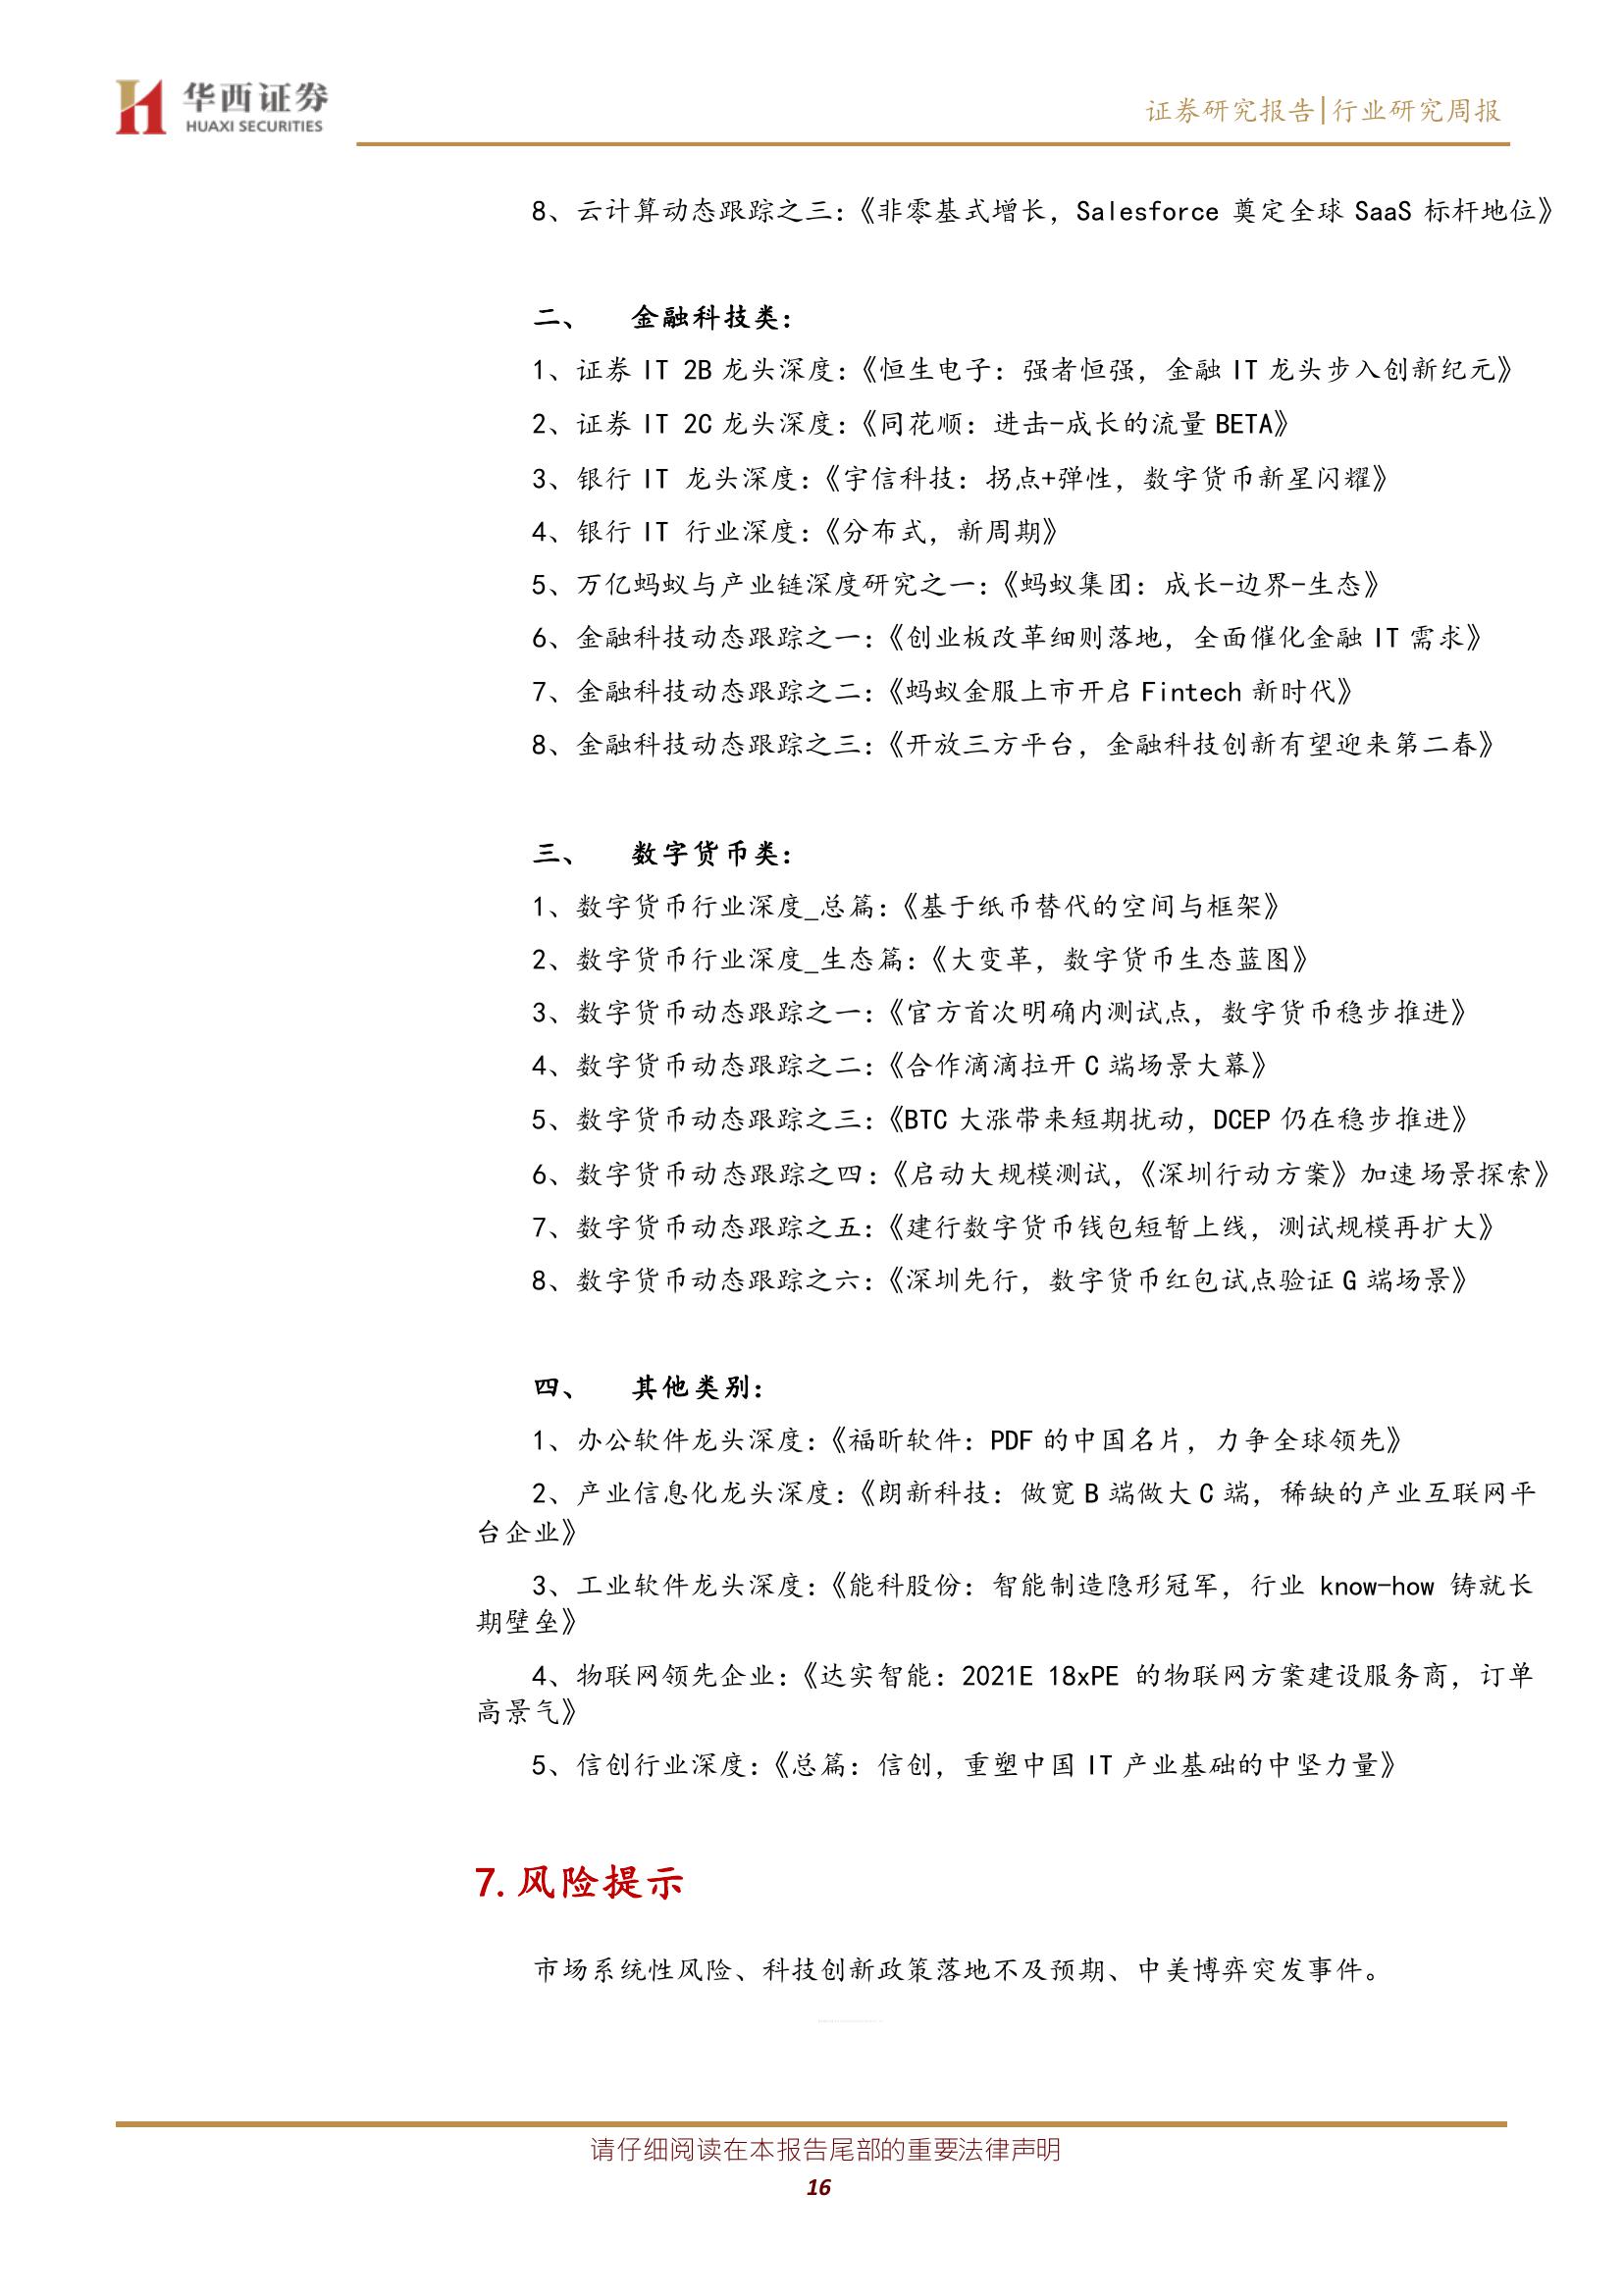 华西证券
HUAXI SECURITIES
证券研究报告|行业研究周报
8、云计算动态跟踪之三：《非零基式增长，Salesforce 奠定全球 SaaS 标杆地位》
二、 金融科技类：
1、证券 IT 2B 龙头深度：《恒生电子：强者恒强，金融 IT 龙头步入创新纪元》
2、证券 IT 2C 龙头深度：《同花顺：进击-成长的流量 BETA》
3、银行 IT 龙头深度：《宇信科技：拐点+弹性，数字货币新星闪耀》
4、银行 IT 行业深度：《分布式，新周期》
5、万亿蚂蚁与产业链深度研究之一：《蚂蚁集团：成长-边界-生态》
6、金融科技动态跟踪之一：《创业板改革细则落地，全面催化金融 IT 需求》
7、金融科技动态跟踪之二：《蚂蚁金服上市开启 Fintech 新时代》
8、金融科技动态跟踪之三：《开放三方平台，金融科技创新有望迎来第二春》
三、 数字货币类：
1、数字货币行业深度_总篇：《基于纸币替代的空间与框架》
2、数字货币行业深度_生态篇：《大变革，数字货币生态蓝图》
3、数字货币动态跟踪之一：《官方首次明确内测试点，数字货币稳步推进》
4、数字货币动态跟踪之二：《合作滴滴拉开 C 端场景大幕》
5、数字货币动态跟踪之三：《BTC 大涨带来短期扰动，DCEP 仍在稳步推进》
6、数字货币动态跟踪之四：《启动大规模测试，《深圳行动方案》加速场景探索》
7、数字货币动态跟踪之五：《建行数字货币钱包短暂上线，测试规模再扩大》
8、数字货币动态跟踪之六：《深圳先行，数字货币红包试点验证 G 端场景》
四、 其他类别：
1、办公软件龙头深度：《福昕软件：PDF 的中国名片，力争全球领先》
2、产业信息化龙头深度：《朗新科技：做宽 B 端做大 C 端，稀缺的产业互联网平
台企业》
3、工业软件龙头深度：《能科股份：智能制造隐形冠军，行业 know-how 铸就长
期壁垒》
4、物联网领先企业：《达实智能：2021E 18xPE 的物联网方案建设服务商，订单
高景气》
5、信创行业深度：《总篇：信创，重塑中国 IT 产业基础的中坚力量》
7.风险提示
市场系统性风险、科技创新政策落地不及预期、中美博弈突发事件。
请仔细阅读在本报告尾部的重要法律声明
16